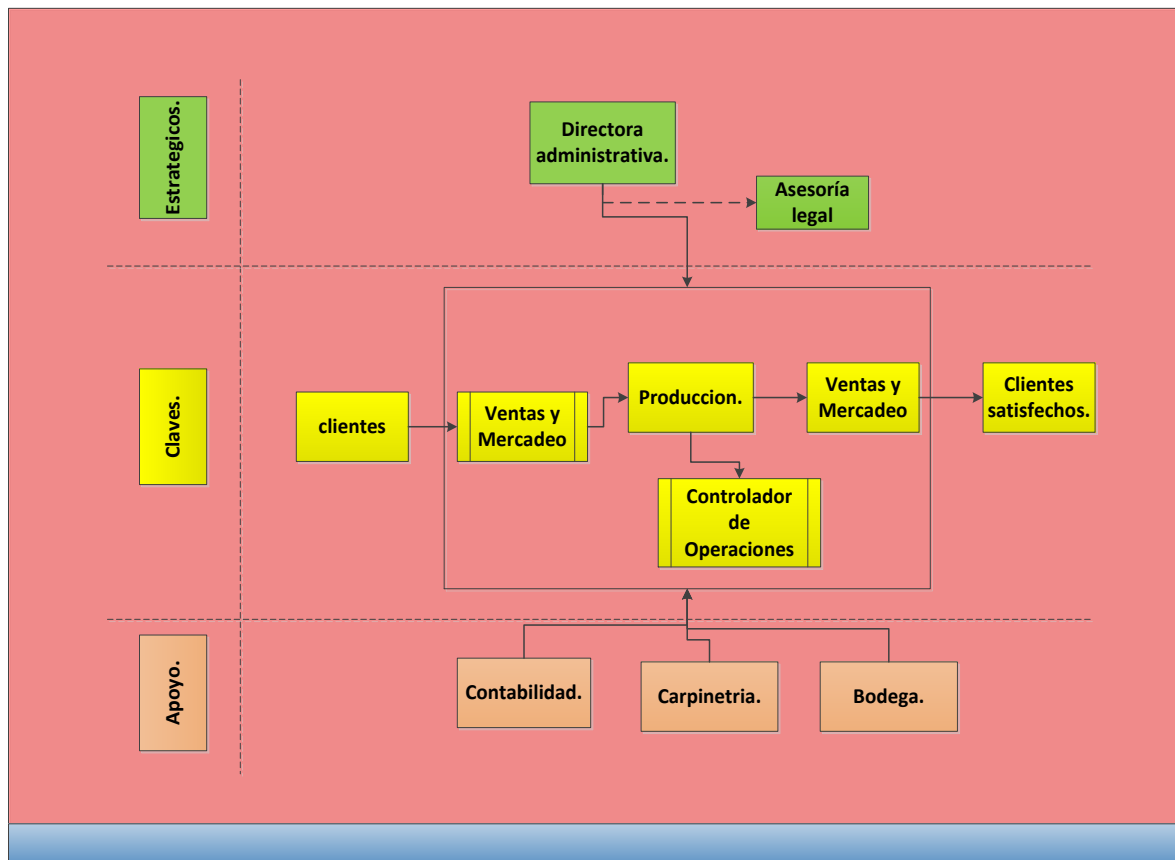 Estrategicos.
Directora
administrativa.
Asesoría
legal
Claves.
clientes
Ventas y
Mercadeo
Produccion.
Ventas y
Mercadeo
Clientes
satisfechos.
Controlador
de
Operaciones
Apoyo.
Contabilidad.
Carpinetria.
Bodega.